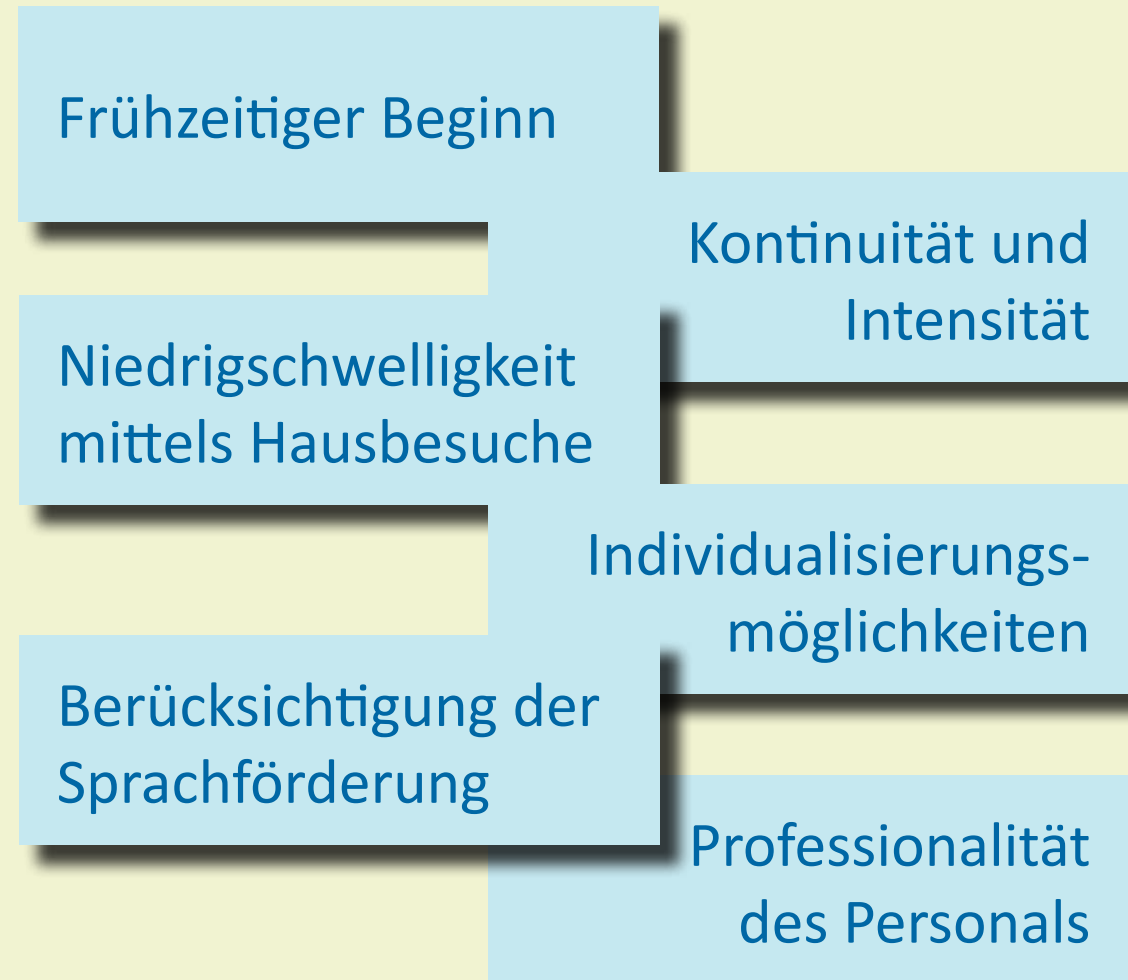 Frühzeitiger Beginn
Kontinuität und
Intensität
Niedrigschwelligkeit
mittels Hausbesuche
Individualisierungs-
möglichkeiten
Berücksichtigung der
Sprachförderung
Professionalität
des Personals